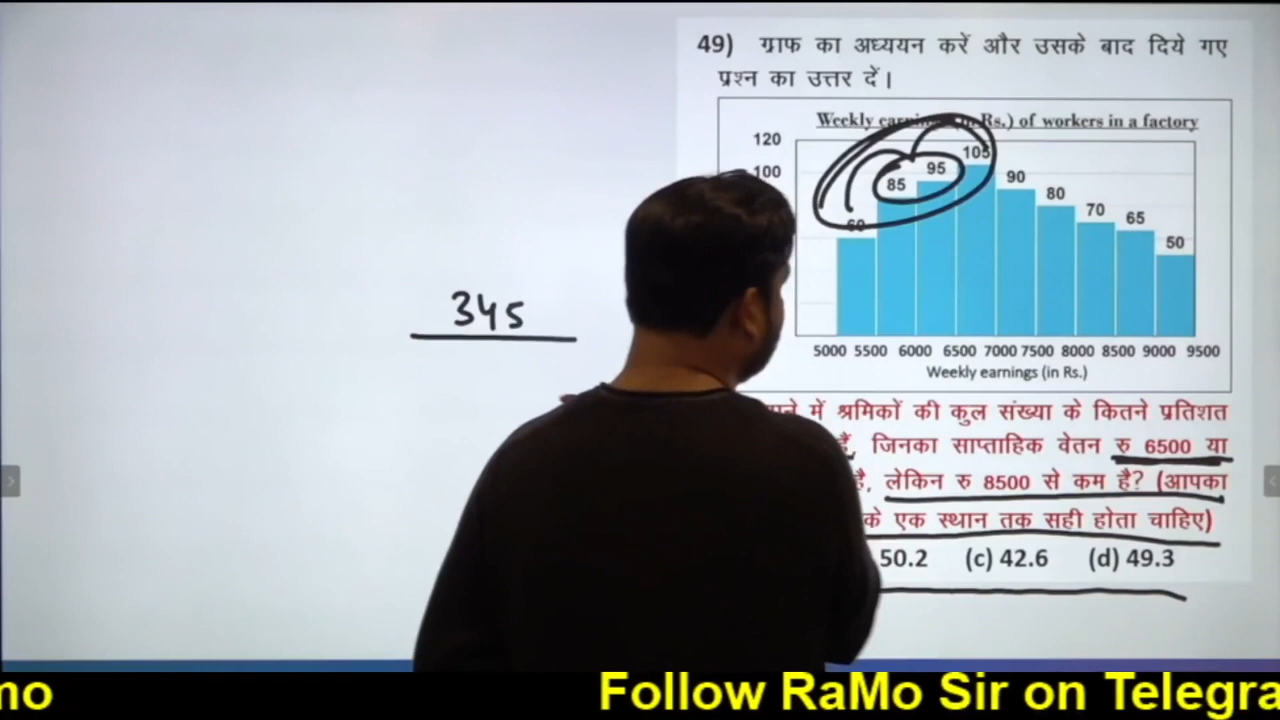 49) ग्राफ का अध्ययन करें और उसके बाद दिये गए
प्रश्न का उत्तर दें।
Weekly (in Rs.) of workers in a factory
120
100
60
85
95
105
90
80
70
65
50
5000 5500 6000 6500 7000 7500 8000 8500 9000 9500
Weekly earnings (in Rs.)
345
में श्रमिकों की कुल संख्या के कितने प्रतिशत
हैं, जिनका साप्ताहिक वेतन रु 6500 या
है, लेकिन रु 8500 से कम है? (आपका
के एक स्थान तक सही होता चाहिए)
50.2 (c) 42.6 (d) 49.3
mo Follow RaMo Sir on Telegra